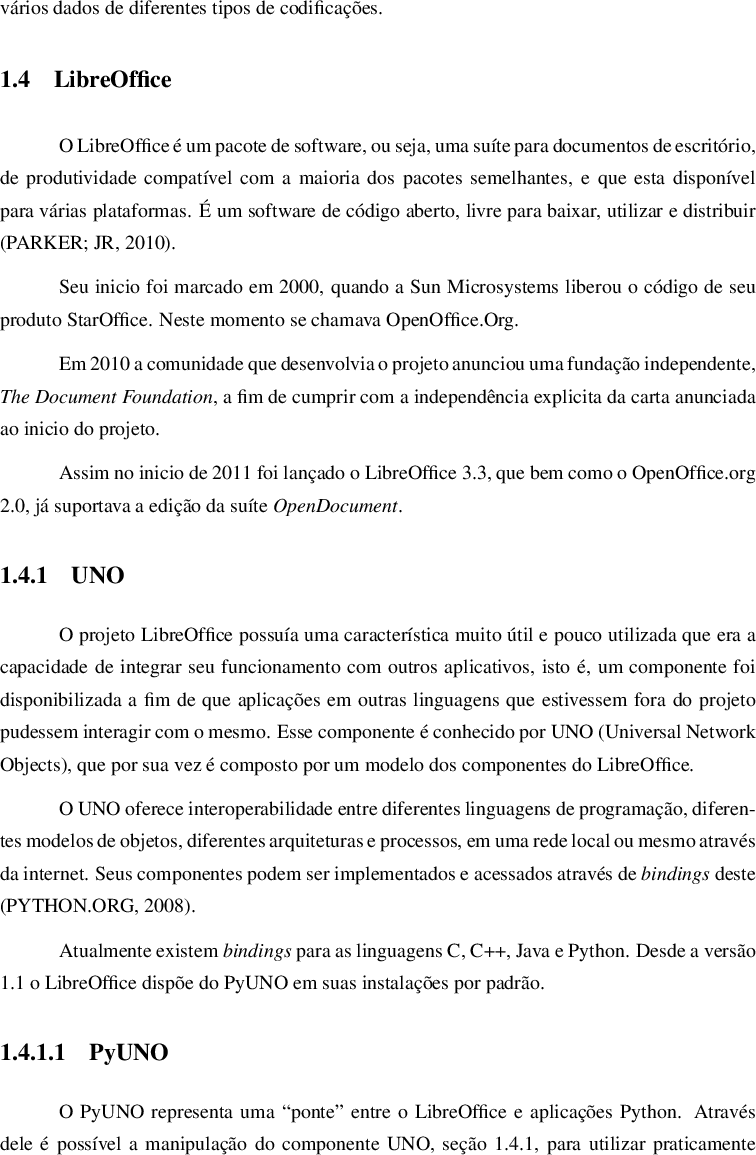 vários dados de diferentes tipos de codificações.
1.4 LibreOffice
O LibreOffice é um pacote de software, ou seja, uma suíte para documentos de escritório,
de produtividade compatível com a maioria dos pacotes semelhantes, e que esta disponível
para várias plataformas. É um software de código aberto, livre para baixar, utilizar e distribuir
(PARKER; JR, 2010).
Seu inicio foi marcado em 2000, quando a Sun Microsystems liberou o código de seu
produto StarOffice. Neste momento se chamava OpenOffice.Org.
Em 2010 a comunidade que desenvolvia o projeto anunciou uma fundação independente,
The Document Foundation, a fim de cumprir com a independência explicita da carta anunciada
ao inicio do projeto.
Assim no inicio de 2011 foi lançado o LibreOffice 3.3, que bem como o OpenOffice.org
2.0, já suportava a edição da suíte OpenDocument.
1.4.1 UNO
O projeto LibreOffice possuía uma característica muito útil e pouco utilizada que era a
capacidade de integrar seu funcionamento com outros aplicativos, isto é, um componente foi
disponibilizada a fim de que aplicações em outras linguagens que estivessem fora do projeto
pudessem interagir com o mesmo. Esse componente é conhecido por UNO (Universal Network
Objects), que por sua vez é composto por um modelo dos componentes do LibreOffice.
O UNO oferece interoperabilidade entre diferentes linguagens de programação, diferen-
tes modelos de objetos, diferentes arquiteturas e processos, em uma rede local ou mesmo através
da internet. Seus componentes podem ser implementados e acessados através de bindings deste
(PYTHON.ORG, 2008).
Atualmente existem bindings para as linguagens C, C++, Java e Python. Desde a versão
1.1 o LibreOffice dispõe do PyUNO em suas instalações por padrão.
1.4.1.1 PyUNO
O PyUNO representa uma “ponte” entre o LibreOffice e aplicações Python. Através
dele é possível a manipulação do componente UNO, seção 1.4.1, para utilizar praticamente